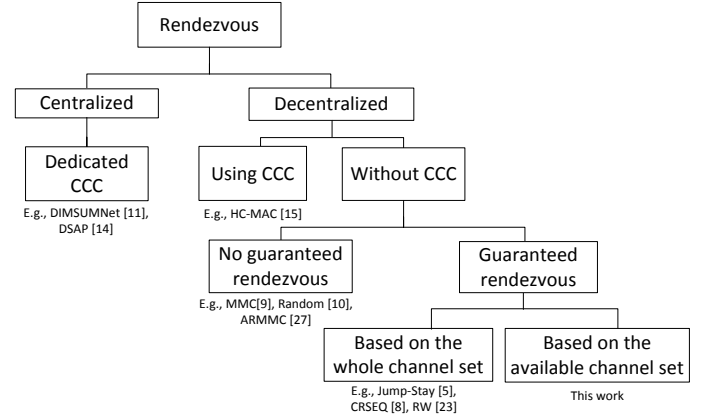 Rendezvous
Centralized
Decentralized
Dedicated
CCC
Using CCC
Without CCC
E.g., DIMSUMNet [11],
DSAP [14]
E.g., HC-MAC [15]
No guaranteed
rendezvous
Guaranteed
rendezvous
E.g., MMC[9], Random [10],
ARMMC [27]
Based on the
whole channel set
Based on the
available channel set
E.g., Jump-Stay [5],
CRSEQ [8], RW [23]
This work